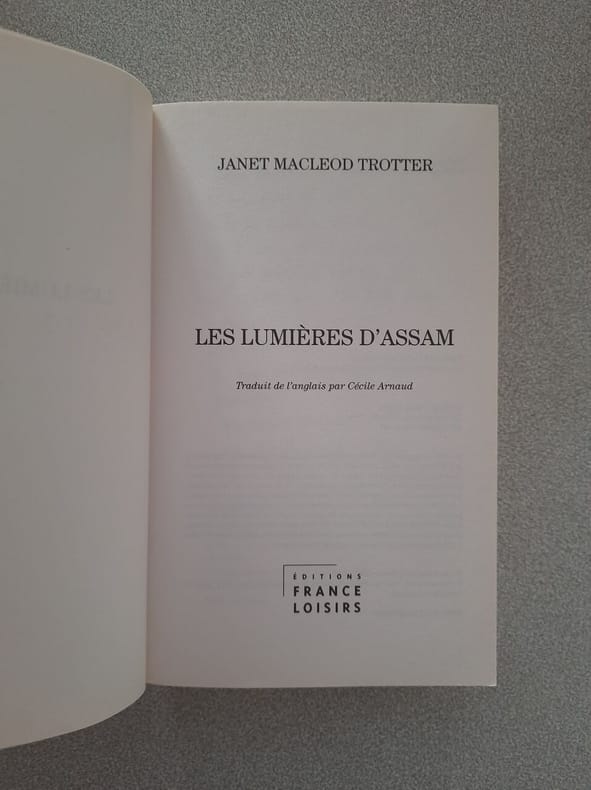 JANET MACLEOD TROTTER
LES LUMIÈRES D'ASSAM
Traduit de l'anglais par Cécile Arnaud
ÉDITIONS
FRANCE
LOISIRS